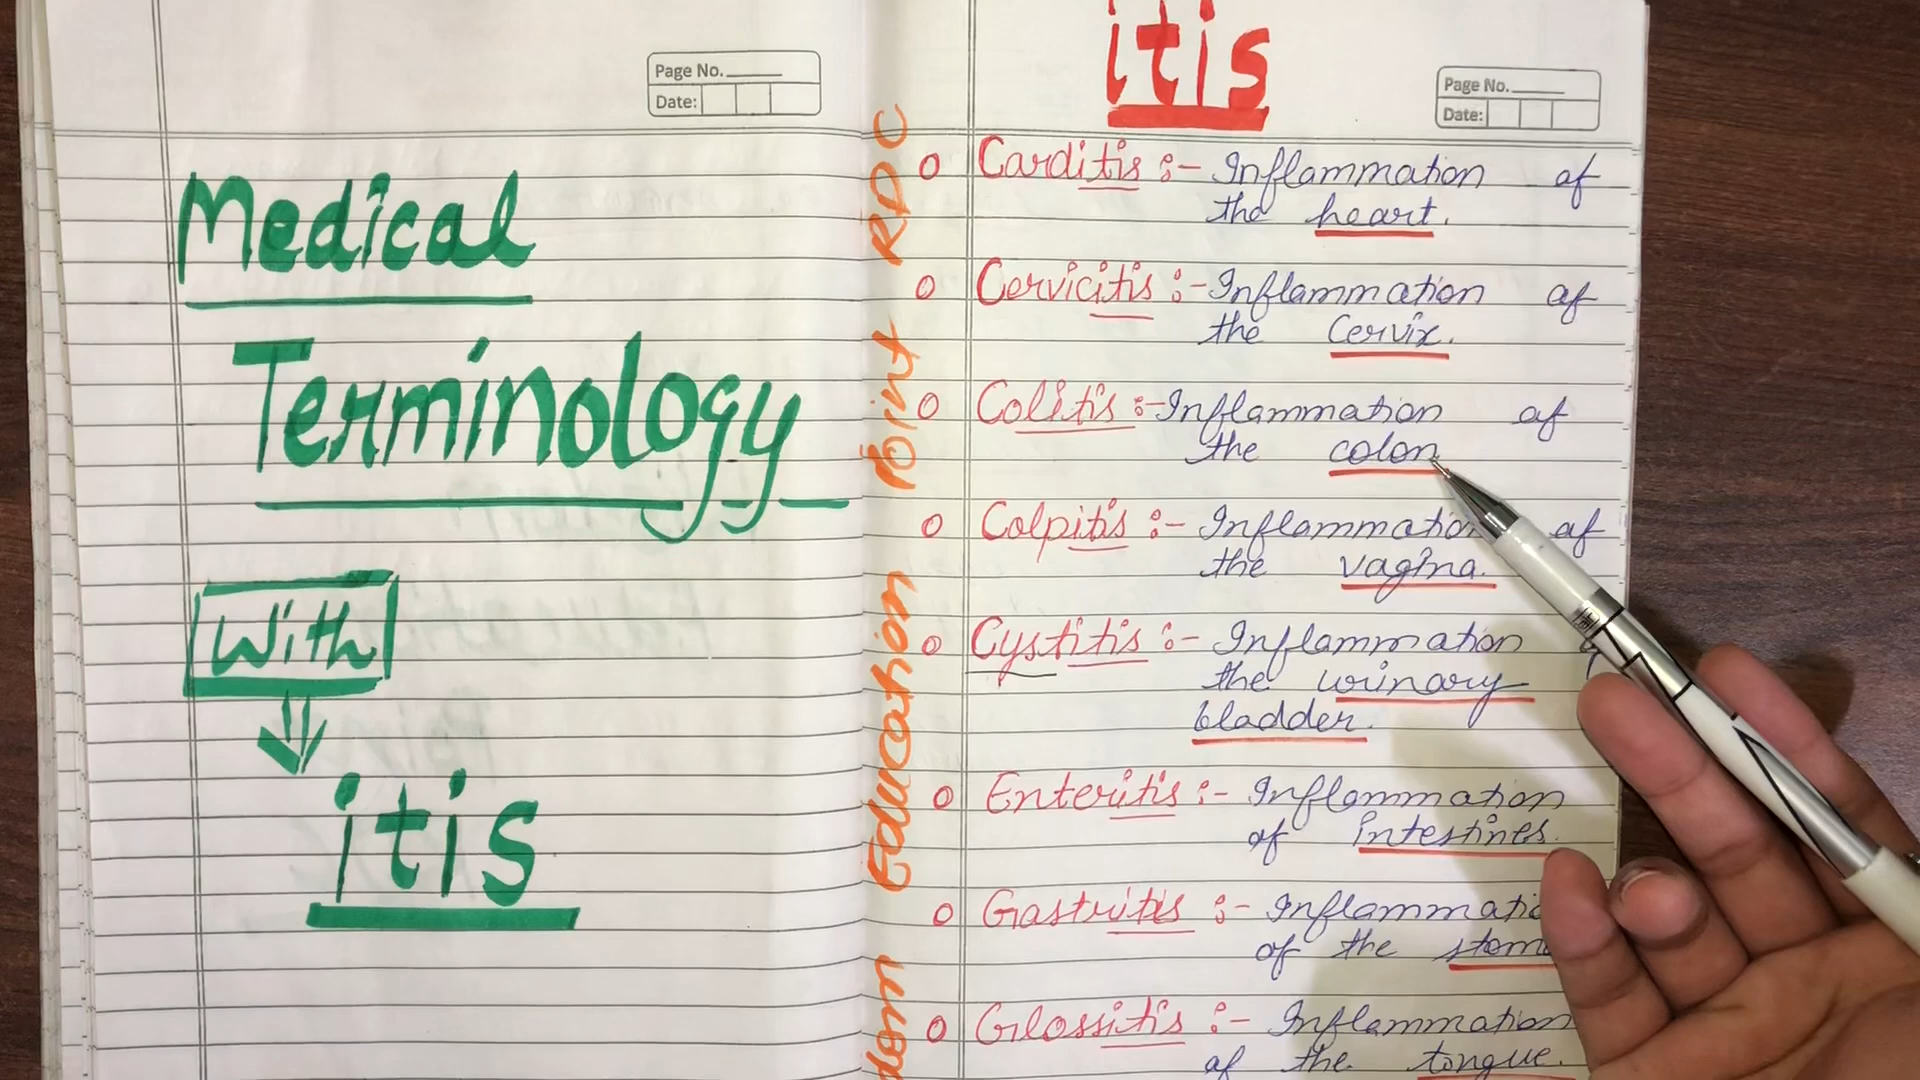 Page No.
Date:
Medical
Terminology
With
itis
RDC
Point
Education
itis
Page No.
Date:
o Carditis :- Inflammation of
the heart.
o Cervicitis :- Inflammation of
the Cervix.
o Colitis :- Inflammation of
the colon
o Colpitis :- Inflammation of
the vagina.
o Cystitis :- Inflammation
the urinary
bladder.
o Enteritis :- Inflammation
of intestines.
o Gastritis :- Inflammatio
of the stoma
o Glossitis :- Inflammation
of the tongue.